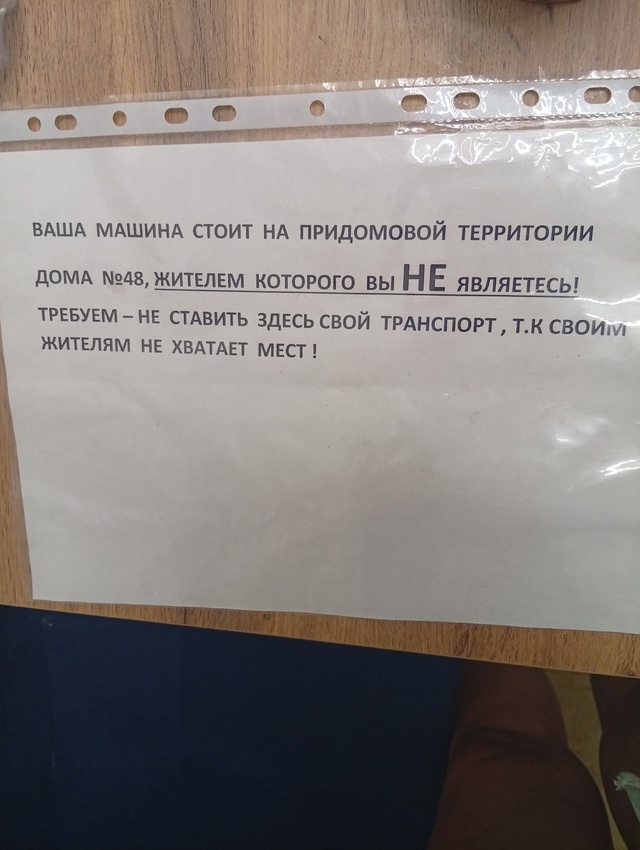 ВАША МАШИНА СТОИТ НА ПРИДОМОВОЙ ТЕРРИТОРИИ
ДОМА №48, ЖИТЕЛЕМ КОТОРОГО ВЫ НЕ ЯВЛЯЕТЕСЬ!
ТРЕБУЕМ – НЕ СТАВИТЬ ЗДЕСЬ СВОЙ ТРАНСПОРТ , Т.К СВОИМ
ЖИТЕЛЯМ НЕ ХВАТАЕТ МЕСТ !